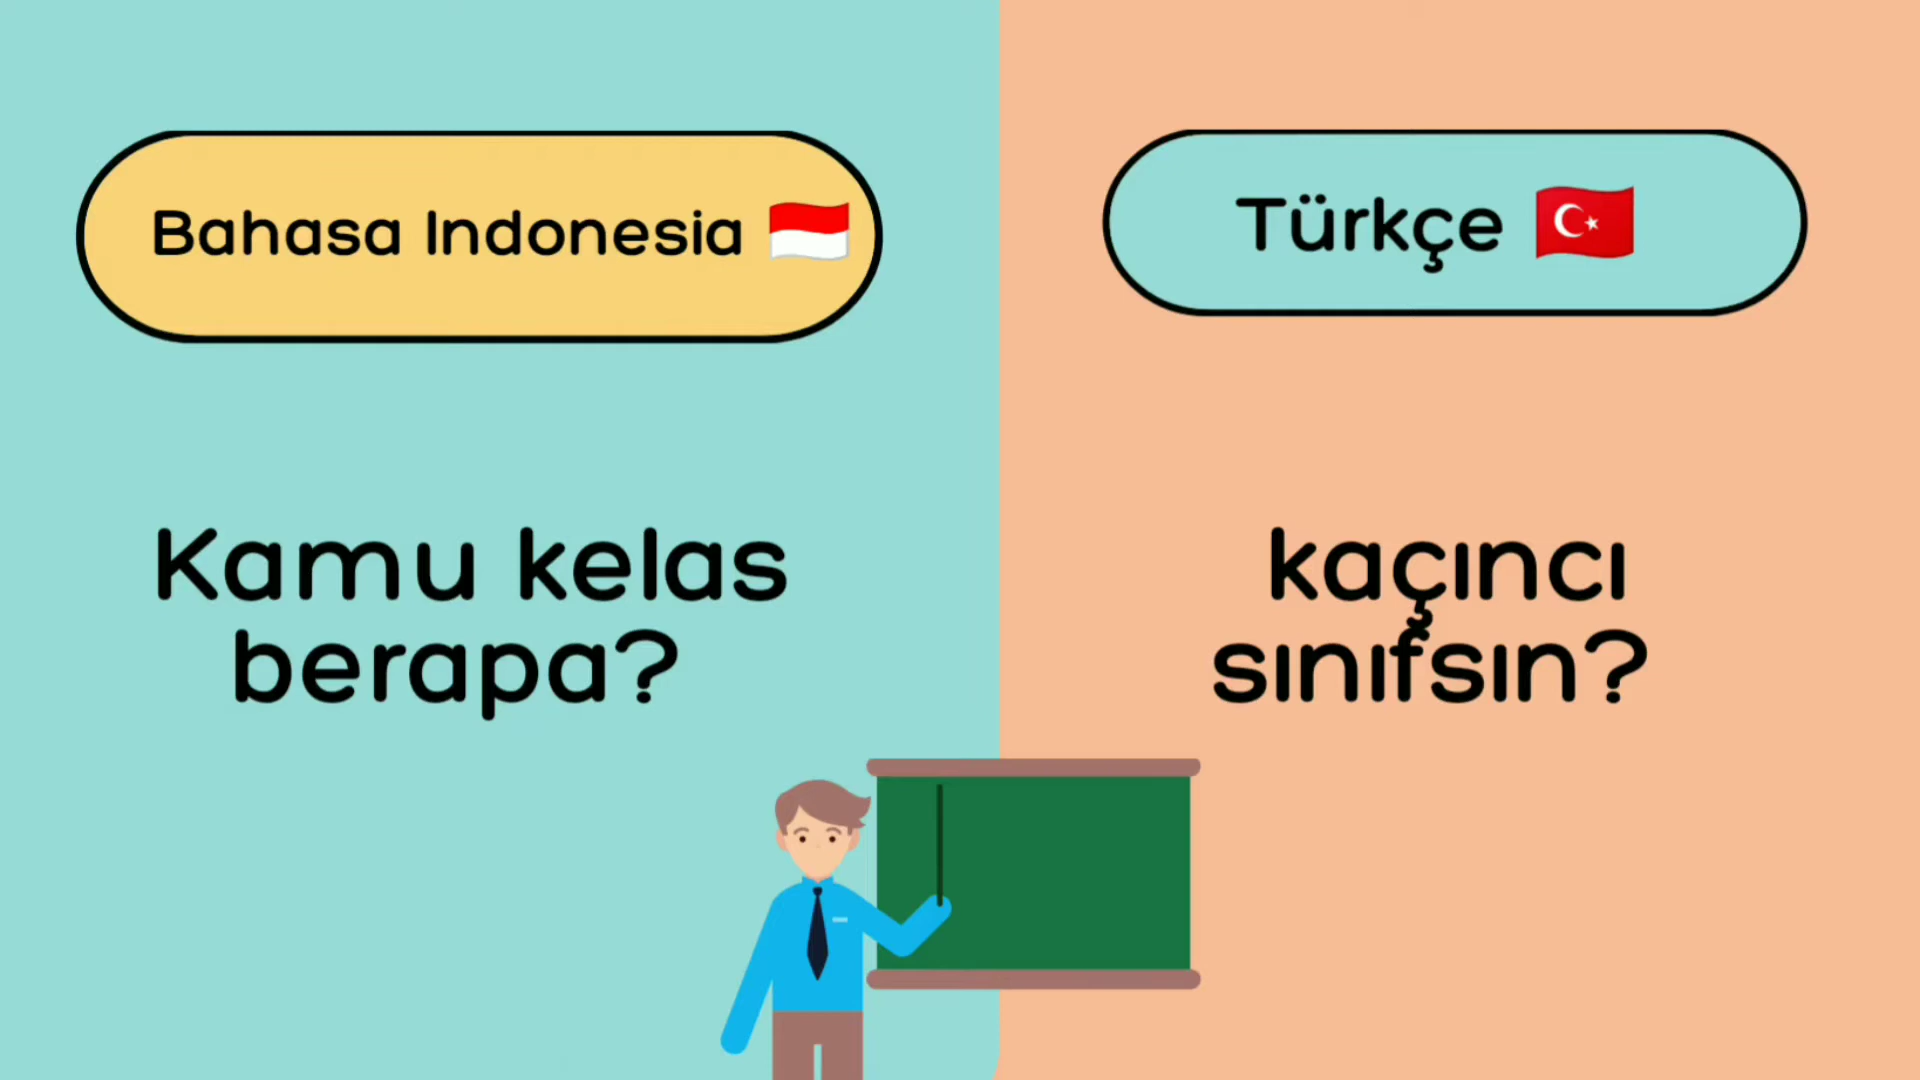 Bahasa Indonesia
Kamu kelas
berapa?
Türkçe
kaçıncı
sınıfsın?